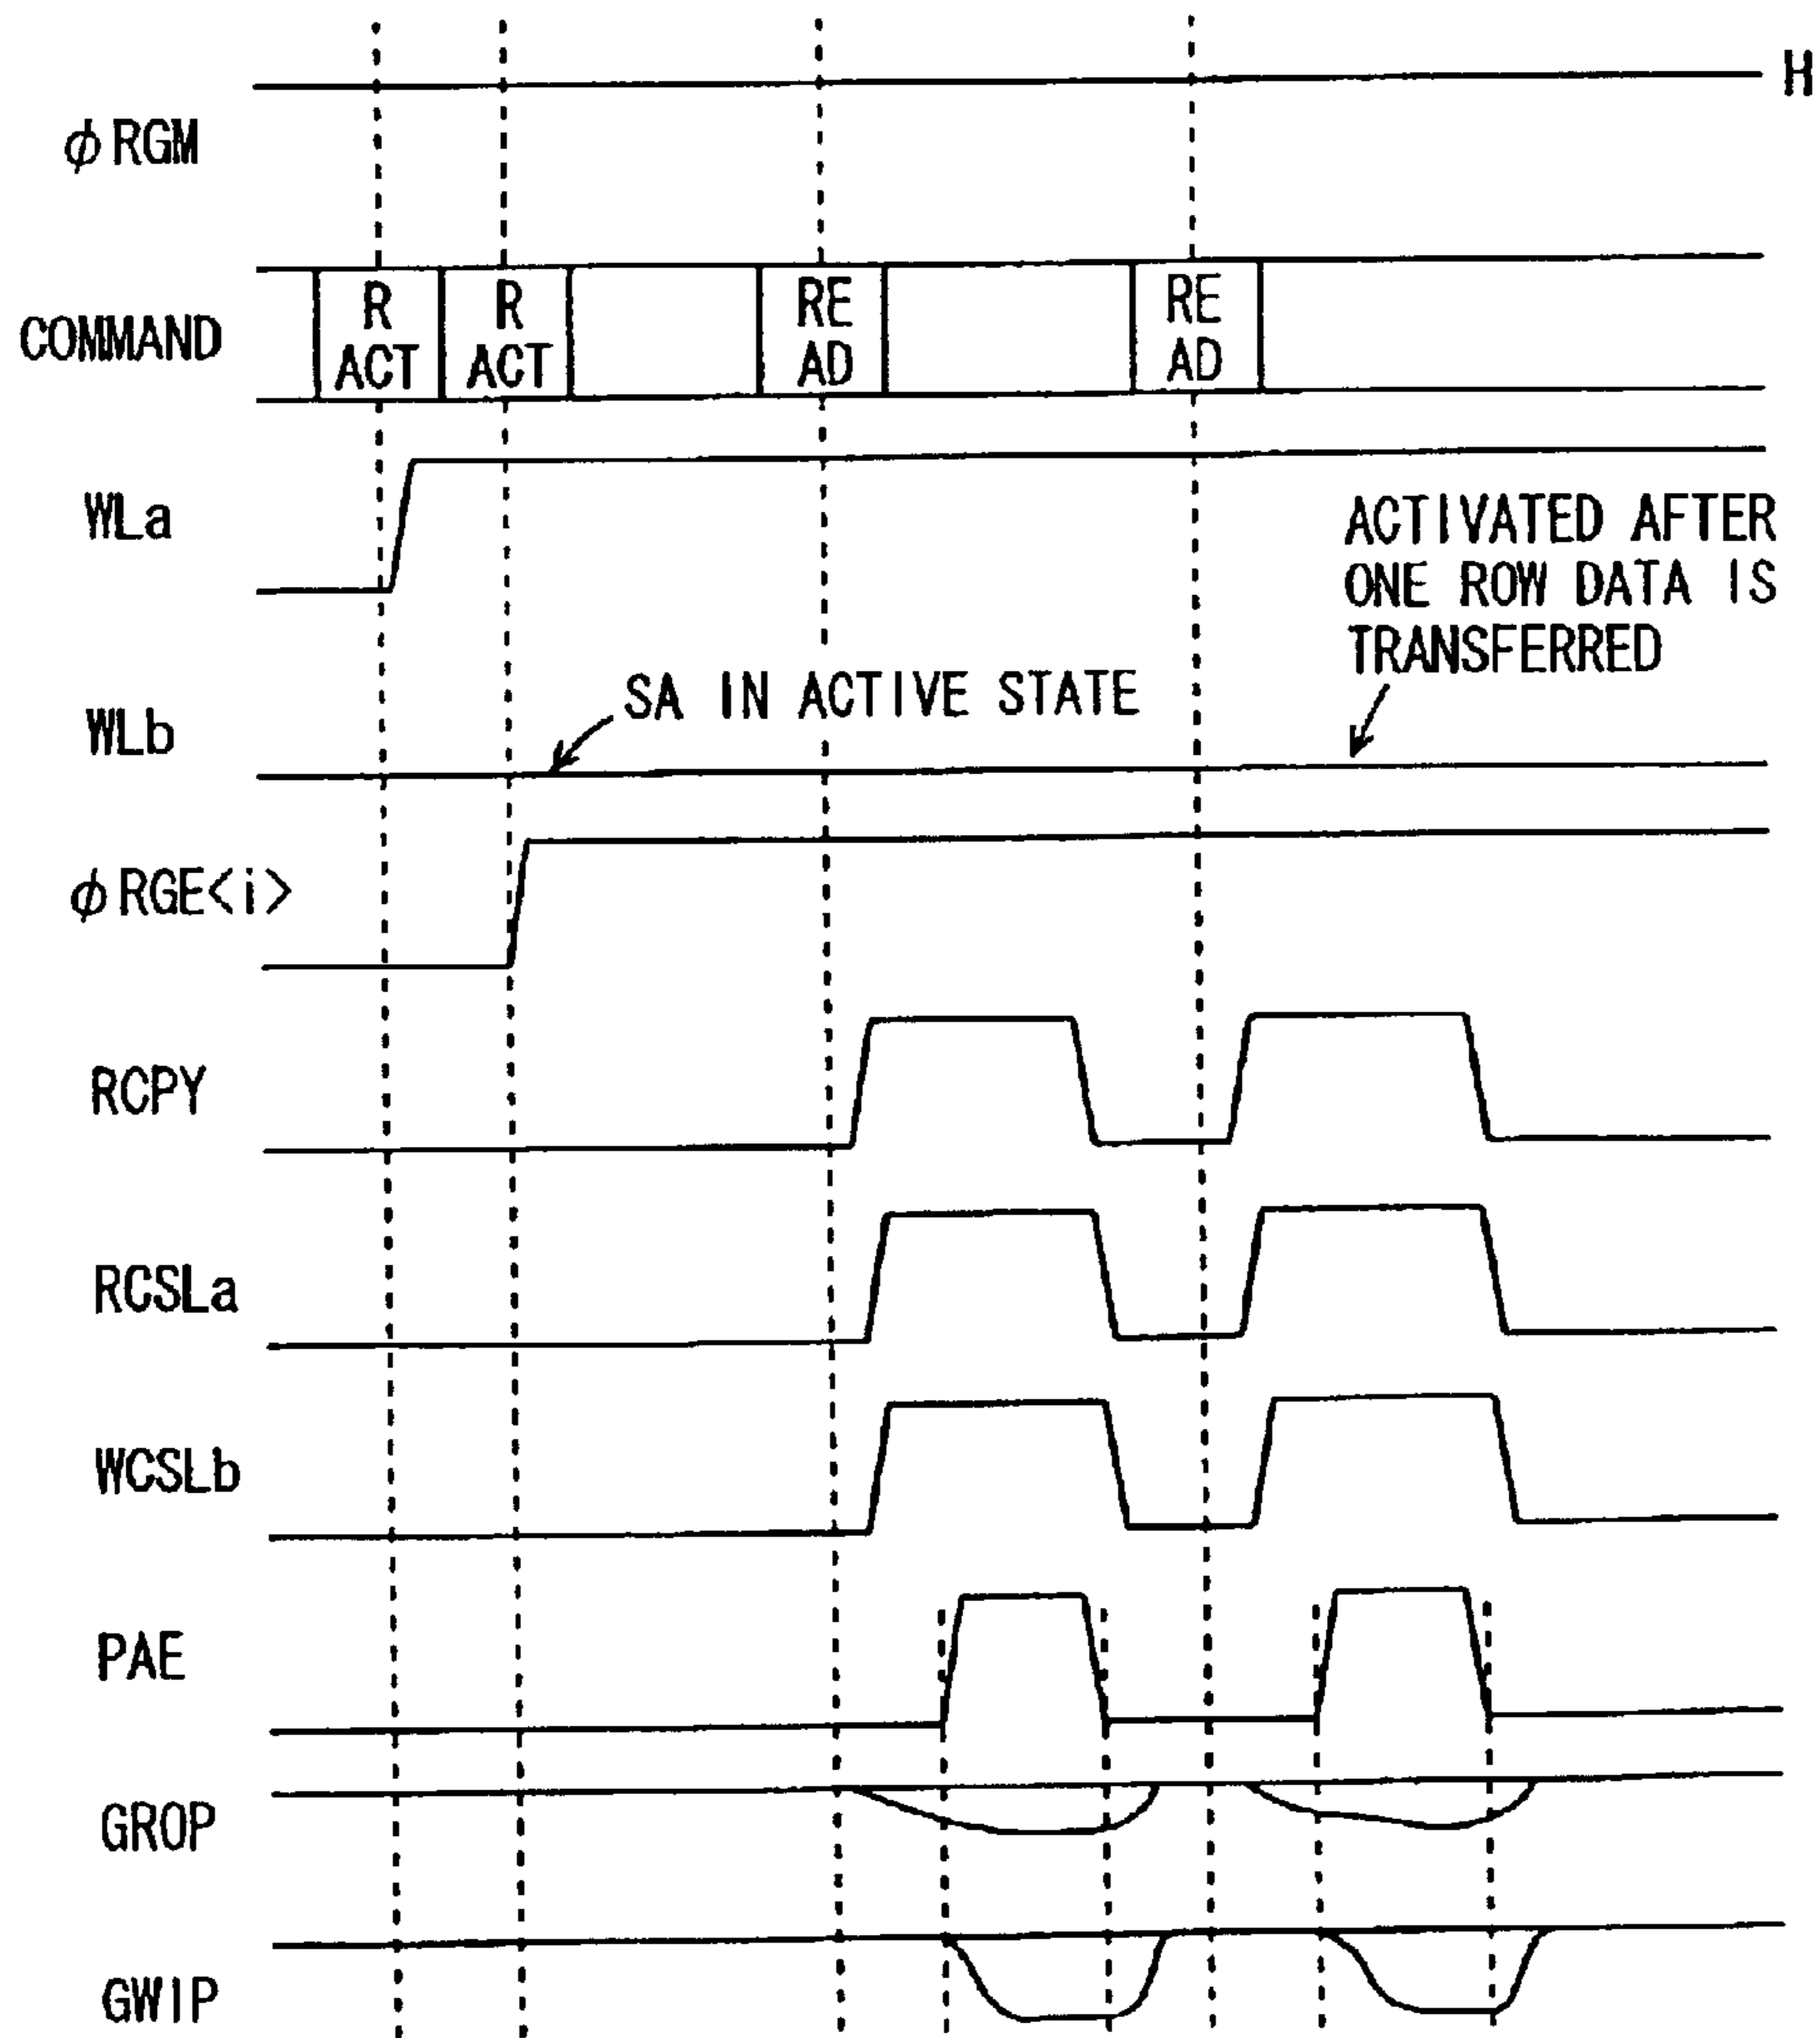 H
φRGM
COMMAND
R ACT
R ACT
RE AD
RE AD
WLa
ACTIVATED AFTER
ONE ROW DATA IS
TRANSFERRED
SA IN ACTIVE STATE
WLb
φRGE<i>
RCPY
RCSLa
WCSLb
PAE
GROP
GWIP